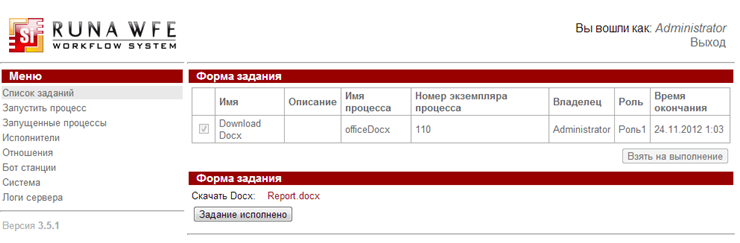 RUNA WFE
WORKFLOW SYSTEM
Вы вошли как: Administrator
Выход
Меню
Список заданий
Запустить процесс
Запущенные процессы
Исполнители
Отношения
Бот станции
Система
Логи сервера
Версия 3.5.1
Форма задания
Имя Описание Имя процесса Номер экземпляра процесса Владелец Роль Время окончания
Download Docx officeDocx 110 Administrator Роль1 24.11.2012 1:03
Взять на выполнение
Форма задания
Скачать Docx: Report.docx
Задание исполнено